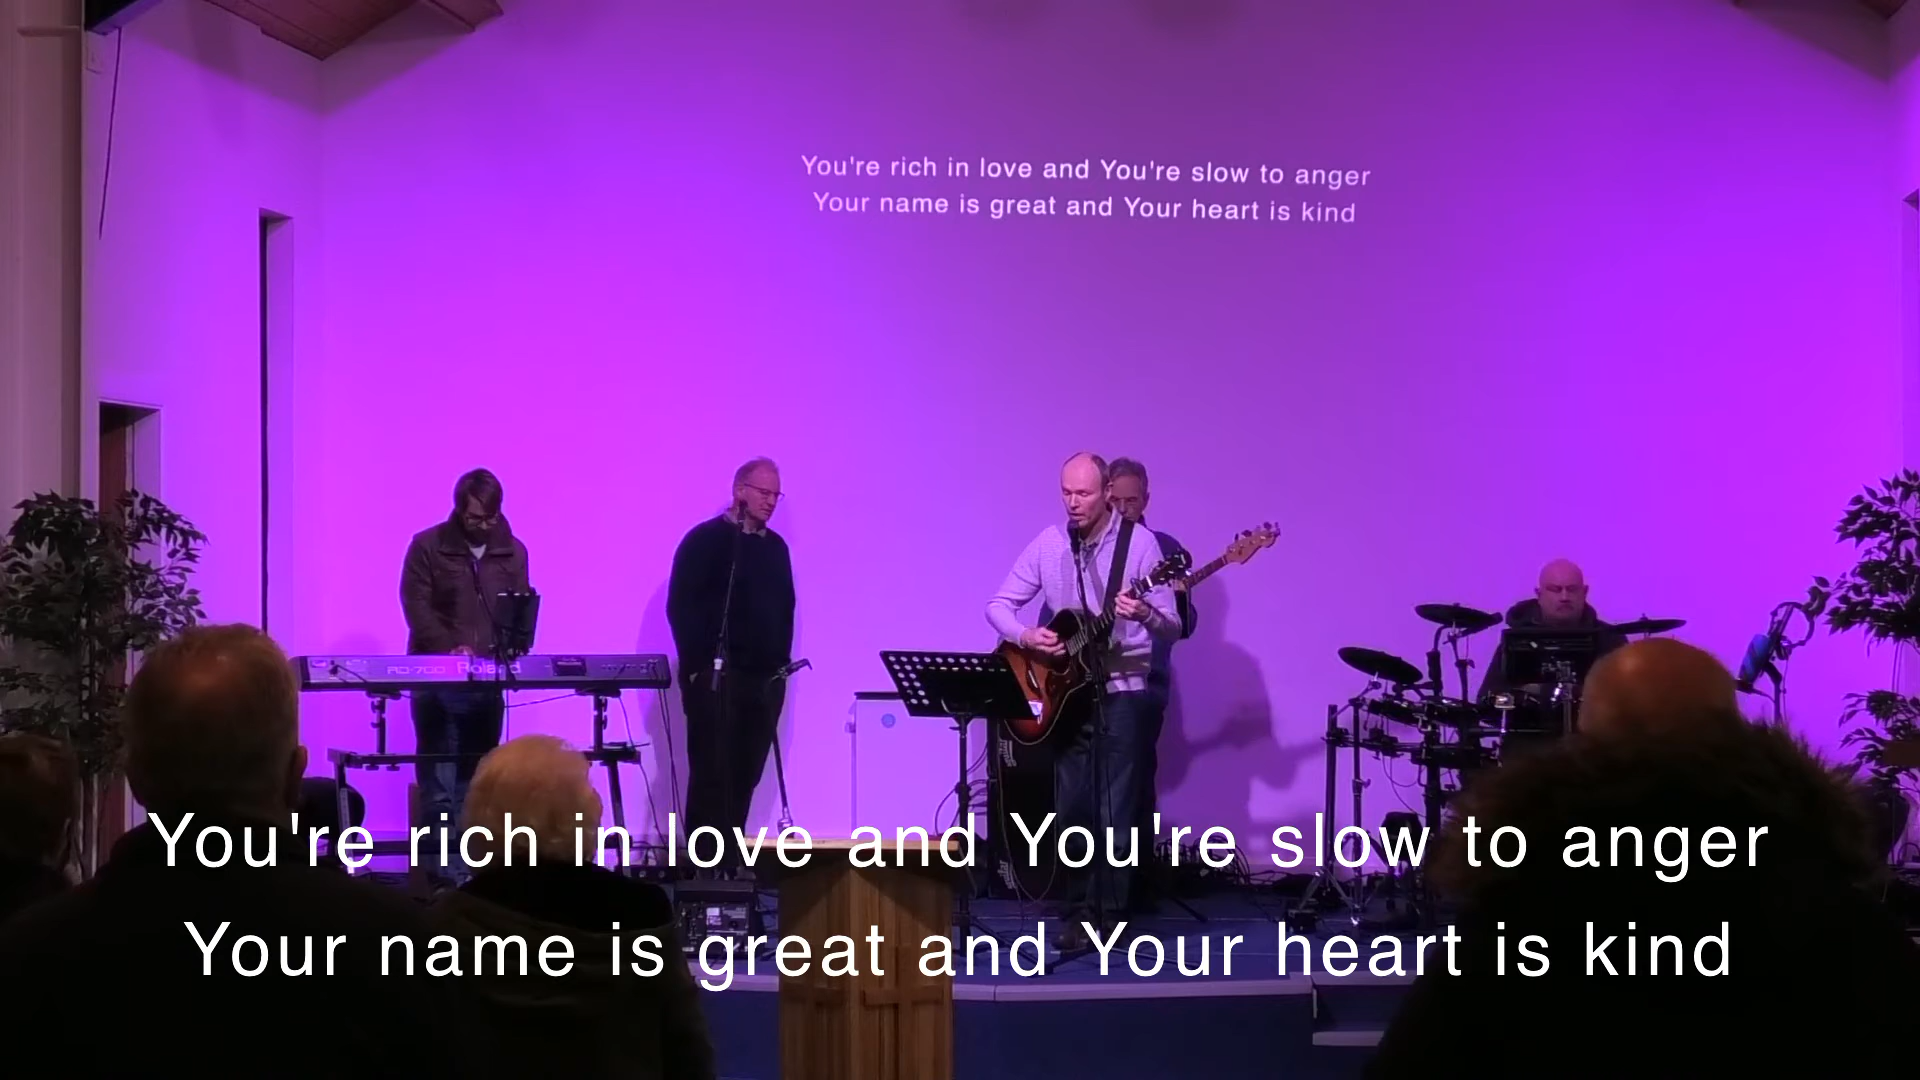 You're rich in love and You're slow to anger
Your name is great and Your heart is kind
RD-700 Roland
You're rich in love and You're slow to anger
Your name is great and Your heart is kind